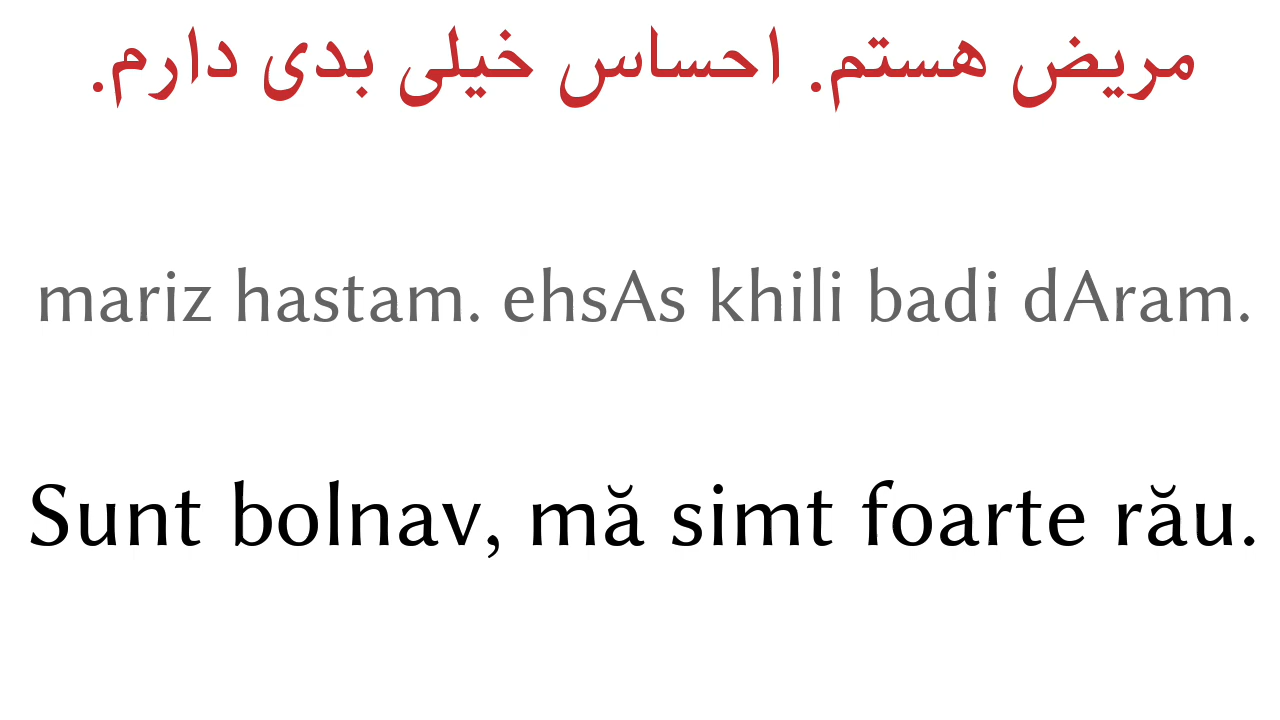 مریض هستم. احساس خیلی بدی دارم.
mariz hastam. ehsAs khili badi dAram.
Sunt bolnav, mă simt foarte rău.